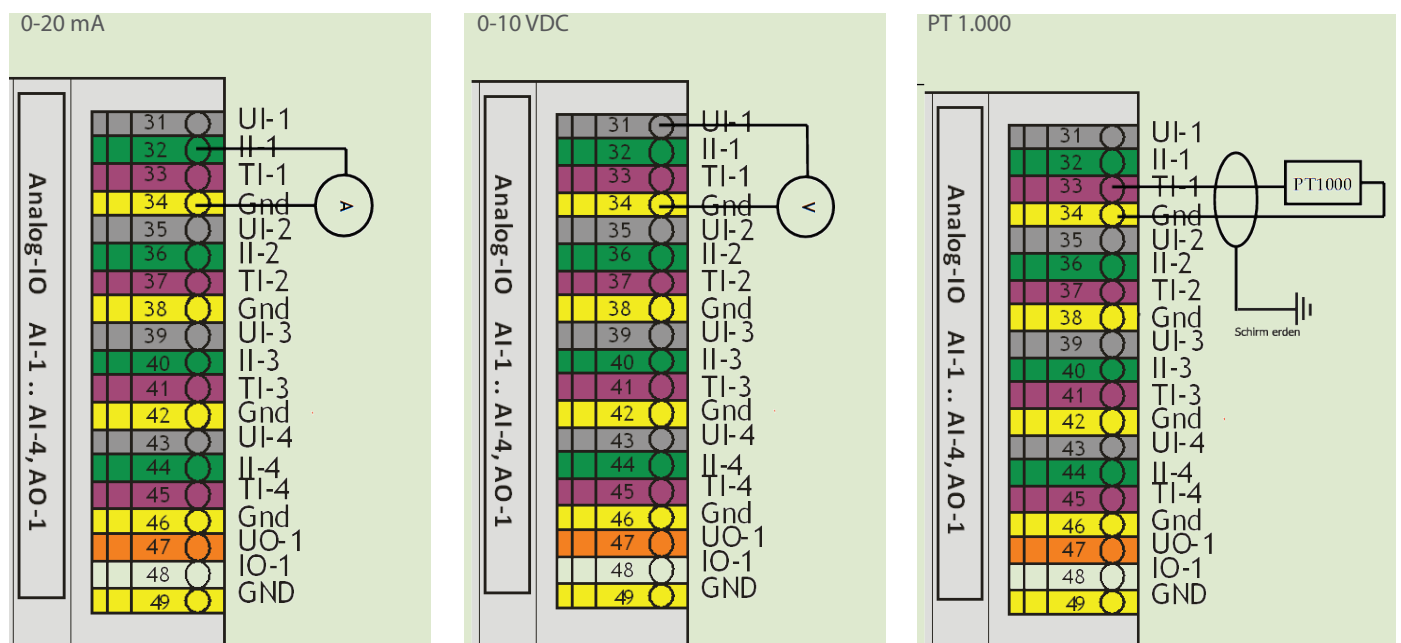 0-20 mA
Analog-IO AI-1 .. AI-4, AO-1
31 UI-1
32 II-1
33 TI-1
34 Gnd
A
35 UI-2
36 II-2
37 TI-2
38 Gnd
39 UI-3
40 II-3
41 TI-3
42 Gnd
43 UI-4
44 II-4
45 TI-4
46 Gnd
47 UO-1
48 IO-1
49 GND
0-10 VDC
Analog-IO AI-1 .. AI-4, AO-1
31 UI-1
32 II-1
33 TI-1
34 Gnd
V
35 UI-2
36 II-2
37 TI-2
38 Gnd
39 UI-3
40 II-3
41 TI-3
42 Gnd
43 UI-4
44 II-4
45 TI-4
46 Gnd
47 UO-1
48 IO-1
49 GND
PT 1.000
Analog-IO AI-1 .. AI-4, AO-1
31 UI-1
32 II-1
33 TI-1
PT1000
34 Gnd
35 UI-2
36 II-2
37 TI-2
38 Gnd
Schirm erden
39 UI-3
40 II-3
41 TI-3
42 Gnd
43 UI-4
44 II-4
45 TI-4
46 Gnd
47 UO-1
48 IO-1
49 GND